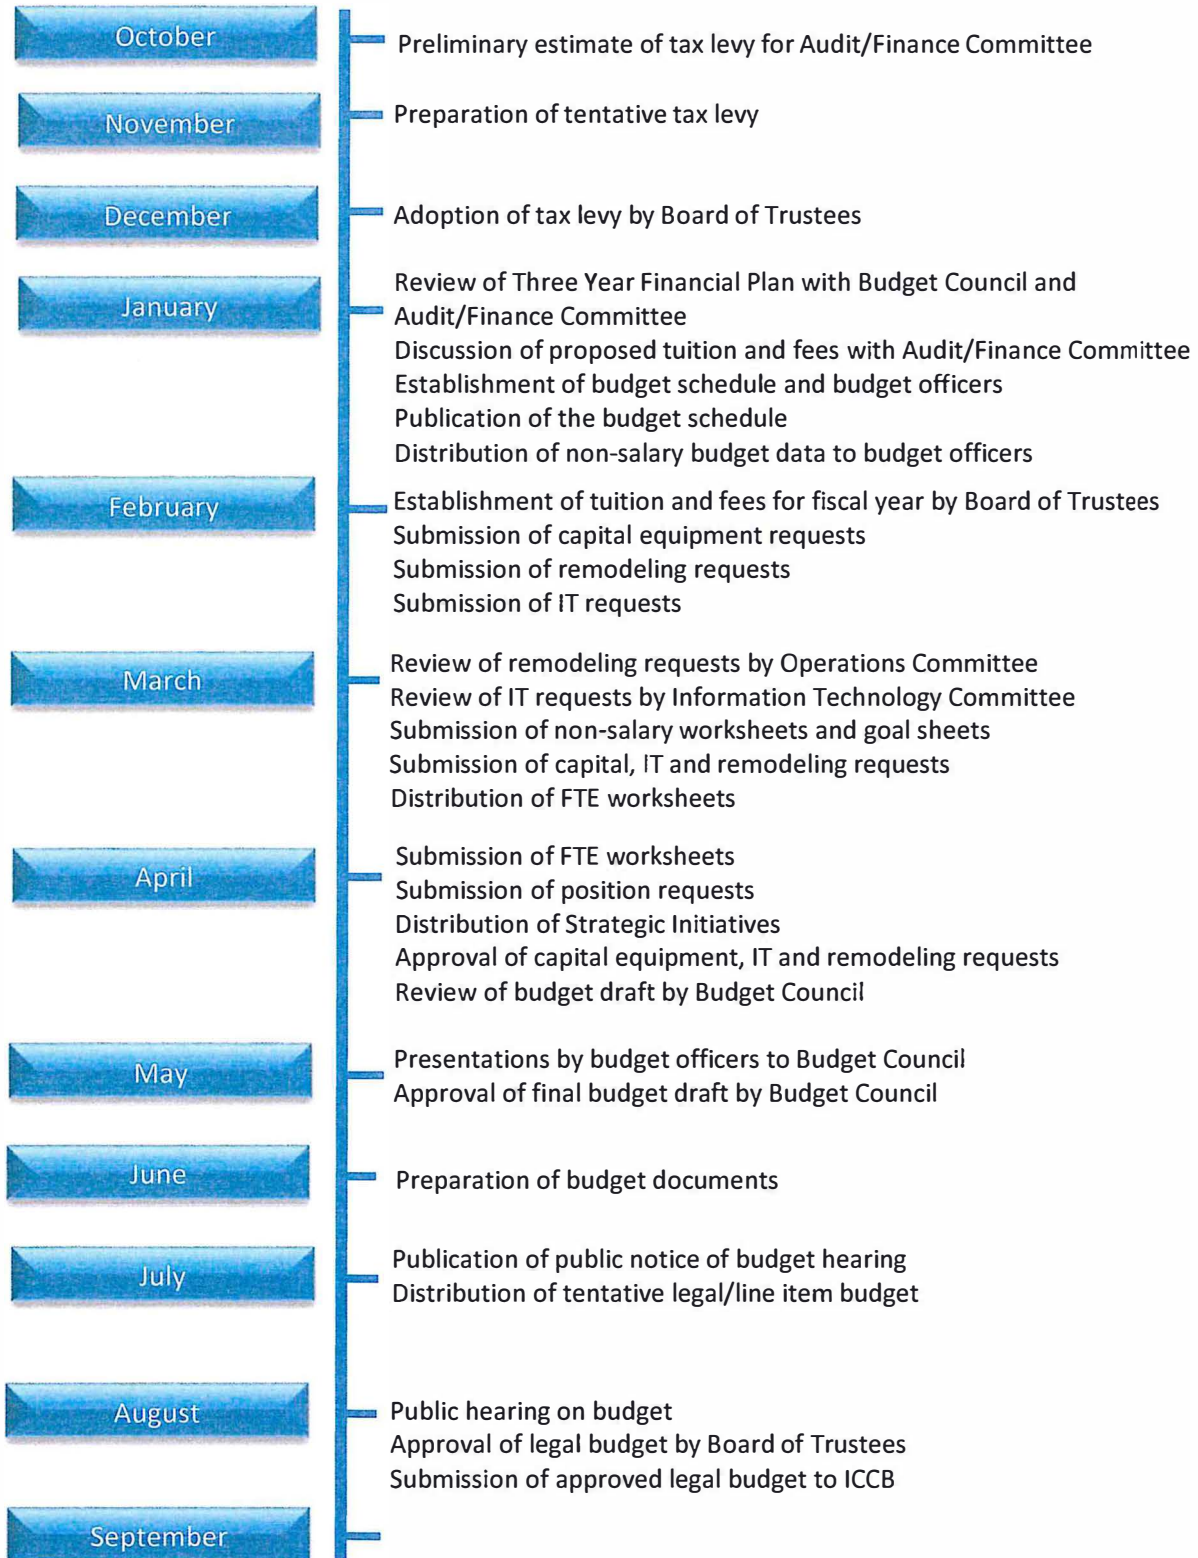 October
Preliminary estimate of tax levy for Audit/Finance Committee
November
Preparation of tentative tax levy
December
Adoption of tax levy by Board of Trustees
January
Review of Three Year Financial Plan with Budget Council and
Audit/Finance Committee
Discussion of proposed tuition and fees with Audit/Finance Committee
Establishment of budget schedule and budget officers
Publication of the budget schedule
Distribution of non-salary budget data to budget officers
February
Establishment of tuition and fees for fiscal year by Board of Trustees
Submission of capital equipment requests
Submission of remodeling requests
Submission of IT requests
March
Review of remodeling requests by Operations Committee
Review of IT requests by Information Technology Committee
Submission of non-salary worksheets and goal sheets
Submission of capital, IT and remodeling requests
Distribution of FTE worksheets
April
Submission of FTE worksheets
Submission of position requests
Distribution of Strategic Initiatives
Approval of capital equipment, IT and remodeling requests
Review of budget draft by Budget Council
May
Presentations by budget officers to Budget Council
Approval of final budget draft by Budget Council
June
Preparation of budget documents
July
Publication of public notice of budget hearing
Distribution of tentative legal/line item budget
August
Public hearing on budget
Approval of legal budget by Board of Trustees
Submission of approved legal budget to ICCB
September